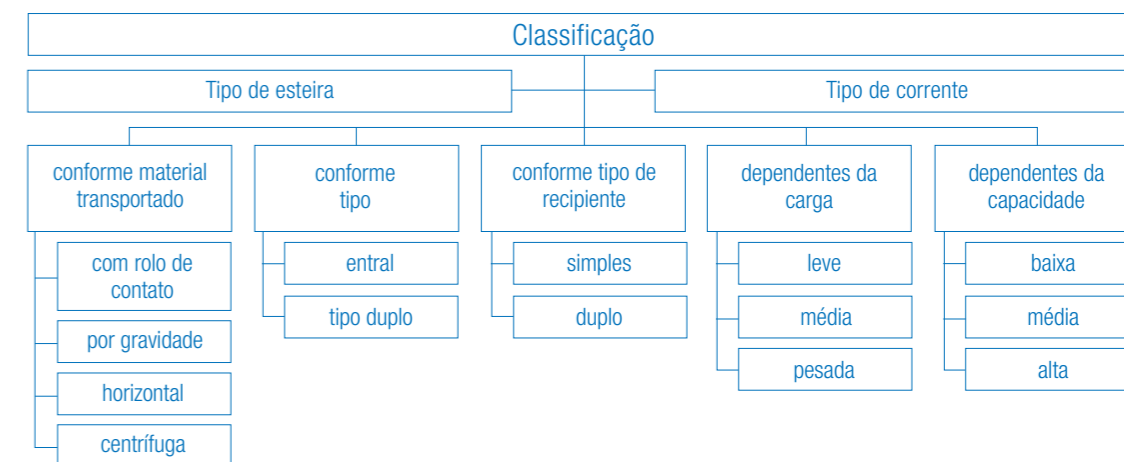 Classificação
Tipo de esteira
Tipo de corrente
conforme material
transportado
conforme
tipo
conforme tipo de
recipiente
dependentes da
carga
dependentes da
capacidade
com rolo de
contato
por gravidade
horizontal
centrífuga
entral
tipo duplo
simples
duplo
leve
média
pesada
baixa
média
alta